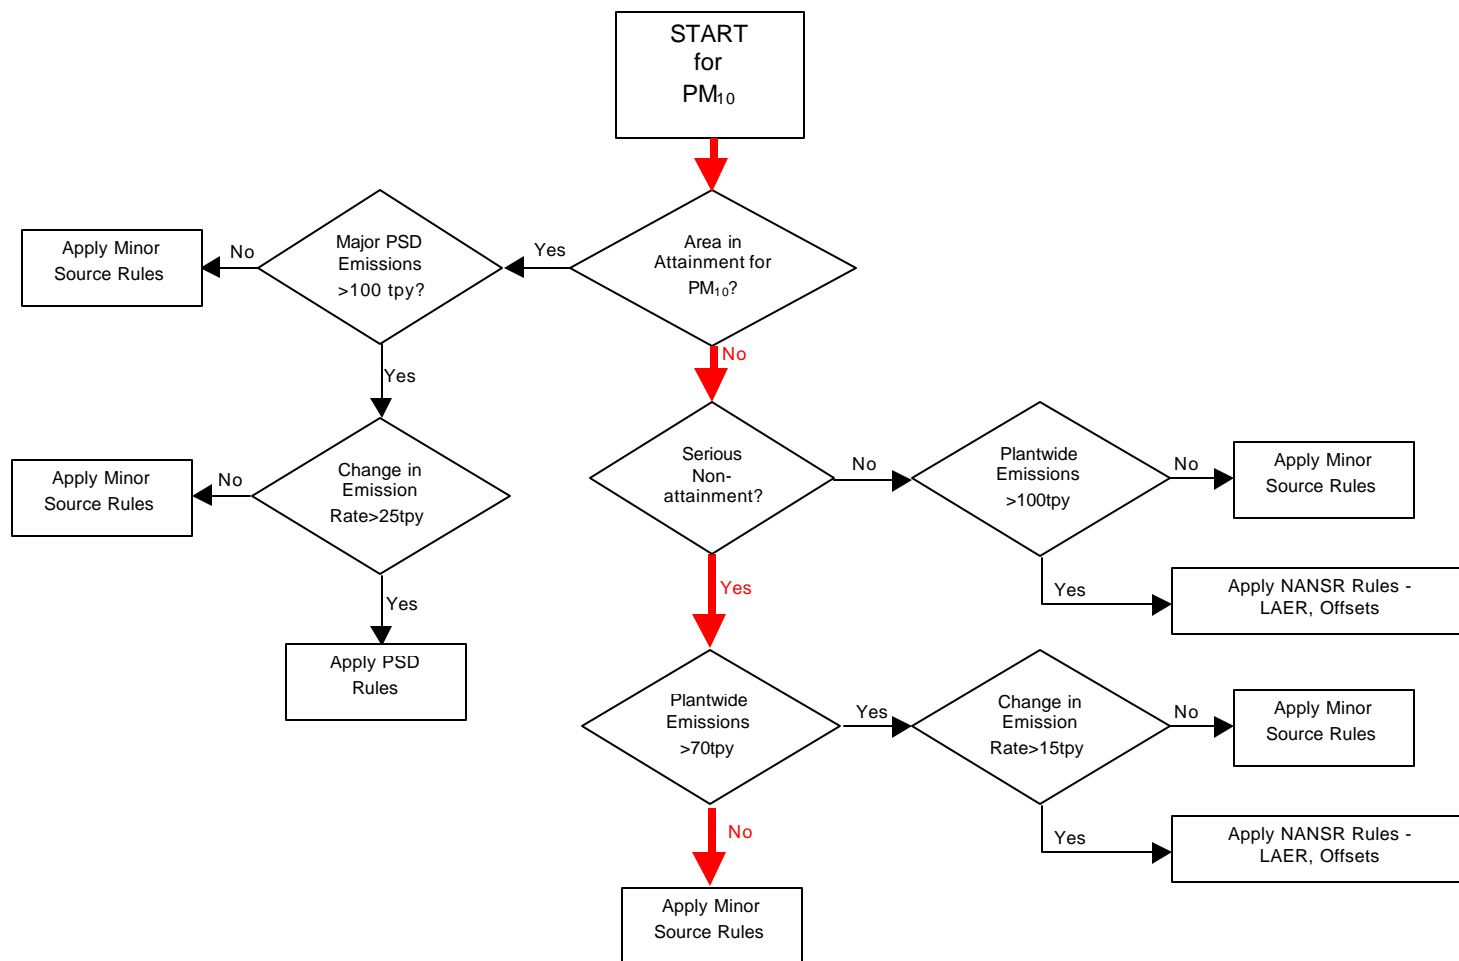 START
for
PM₁₀
Area in
Attainment for
PM₁₀?
Yes
Major PSD
Emissions
>100 tpy?
No
Apply Minor
Source Rules
Yes
Change in
Emission
Rate>25tpy
No
Apply Minor
Source Rules
Yes
Apply PSD
Rules
No
Serious
Non-
attainment?
No
Plantwide
Emissions
>100tpy
No
Apply Minor
Source Rules
Yes
Apply NANSR Rules -
LAER, Offsets
Yes
Plantwide
Emissions
>70tpy
Yes
Change in
Emission
Rate>15tpy
No
Apply Minor
Source Rules
Yes
Apply NANSR Rules -
LAER, Offsets
No
Apply Minor
Source Rules